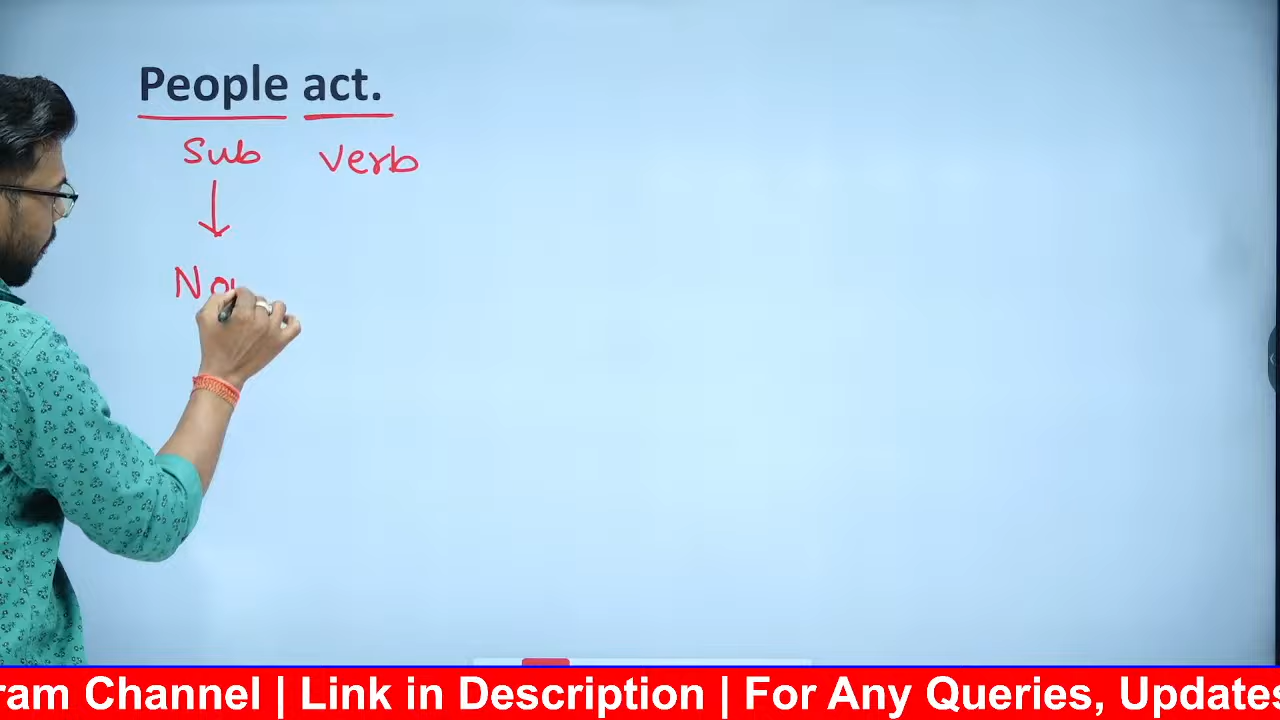 People act.
Sub verb
ram Channel | Link in Description | For Any Queries, Updates